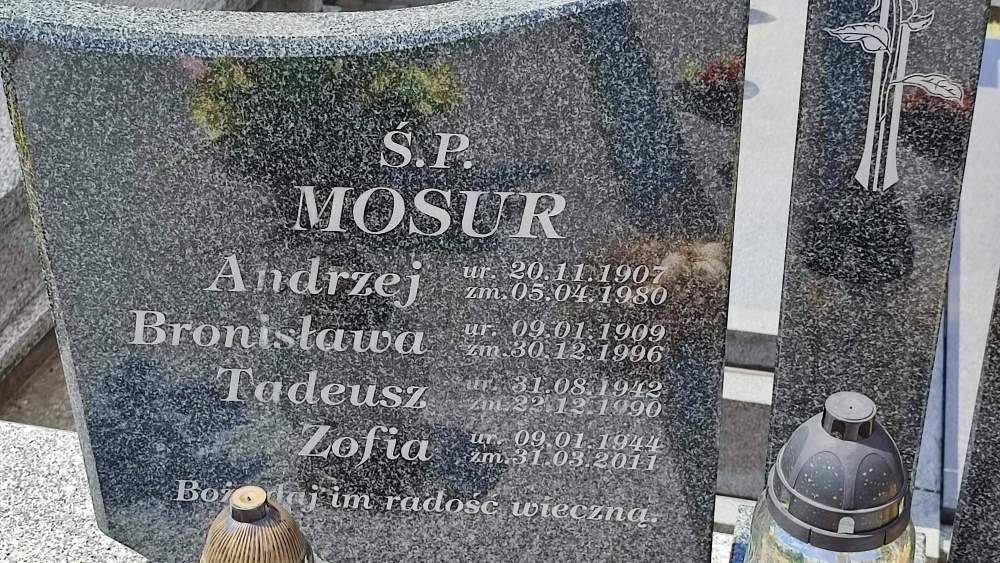 Ś.P.
MOSUR
Andrzej ur. 20.11.1907
zm. 05.04.1980
Bronisława ur. 09.01.1909
zm. 30.12.1996
Tadeusz ur. 31.08.1942
zm. 22.12.1990
Zofia ur. 09.01.1944
zm. 31.03.2011
daj im radość wieczną.